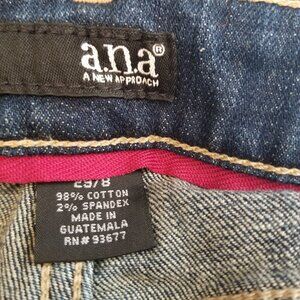 a.n.a®
A NEW APPROACH
29/8
98% COTTON
2% SPANDEX
MADE IN
GUATEMALA
RN# 93677